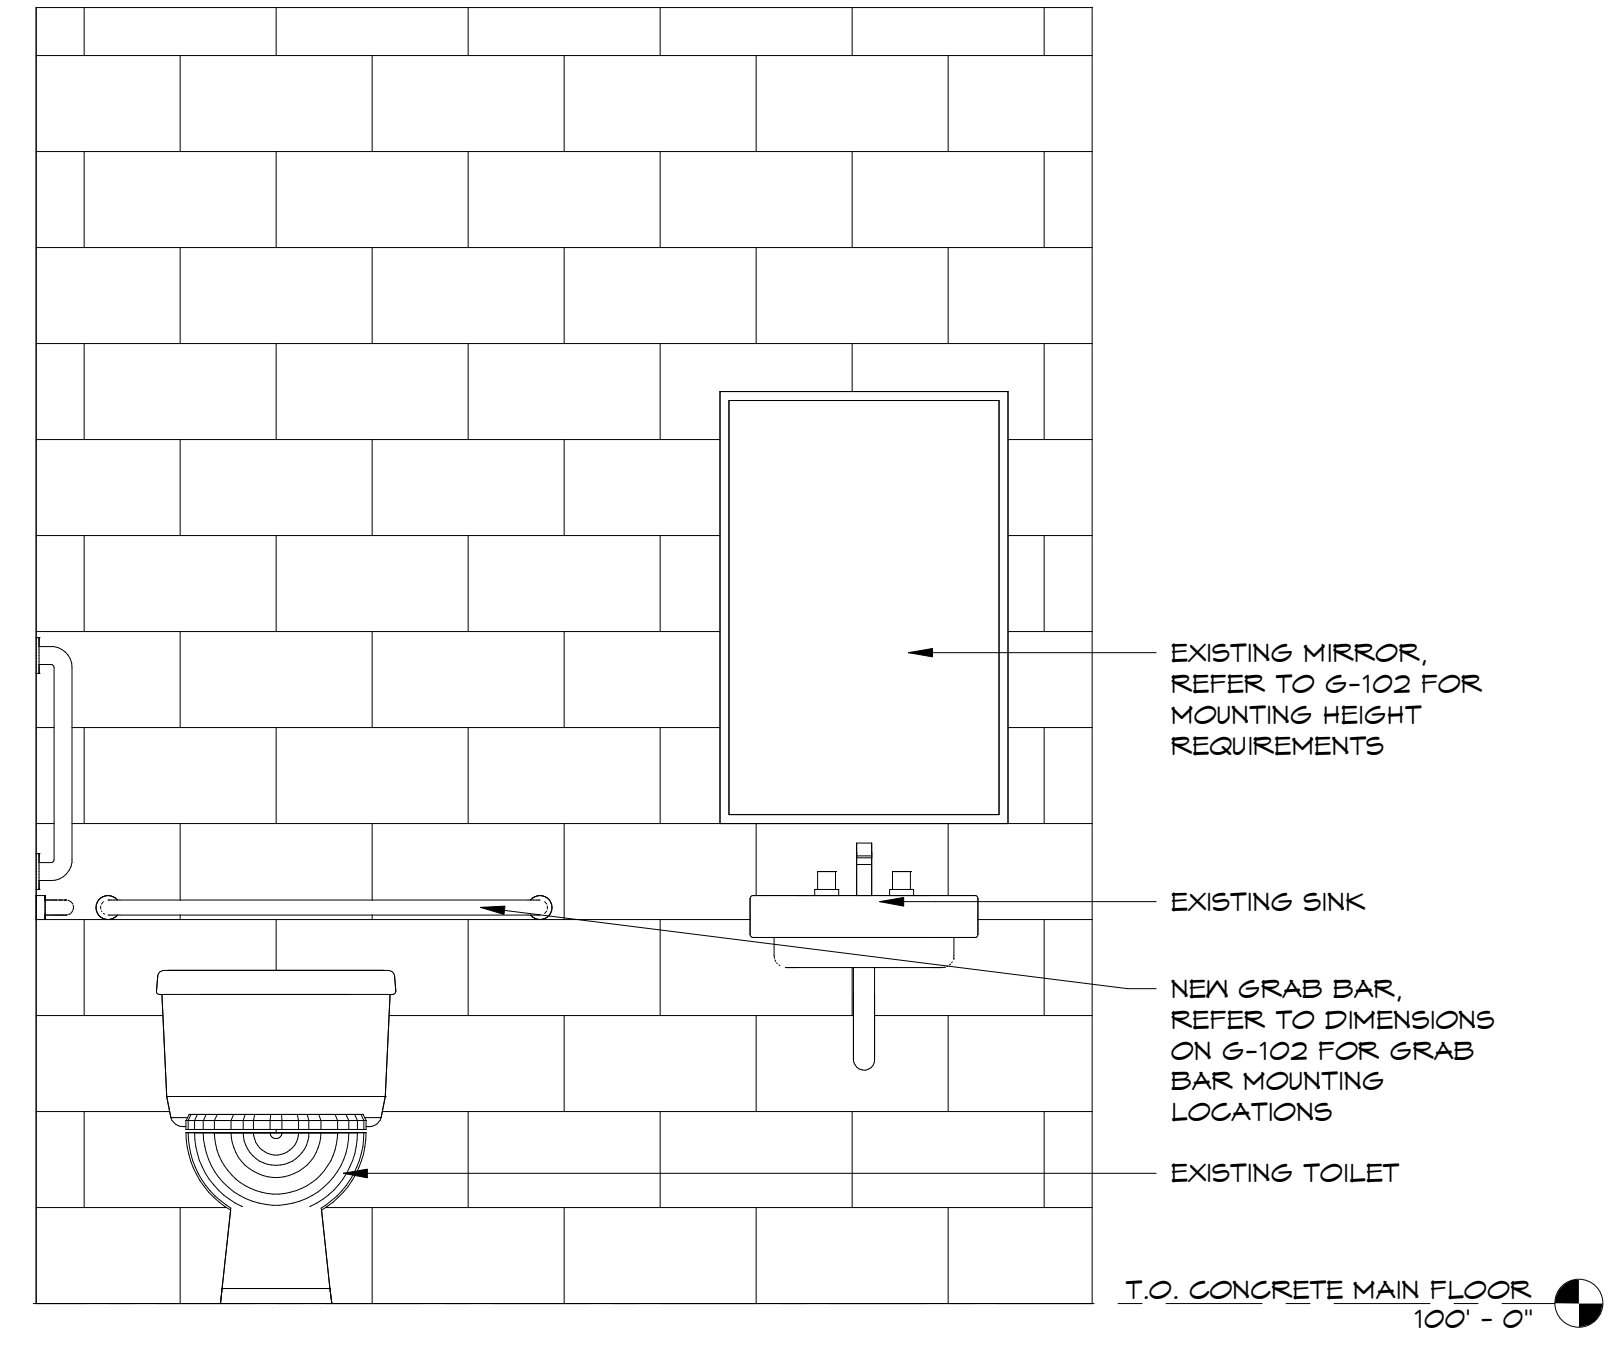 EXISTING MIRROR,
REFER TO G-102 FOR
MOUNTING HEIGHT
REQUIREMENTS
EXISTING SINK
NEW GRAB BAR,
REFER TO DIMENSIONS
ON G-102 FOR GRAB
BAR MOUNTING
LOCATIONS
EXISTING TOILET
T.O. CONCRETE MAIN FLOOR
100' - 0"